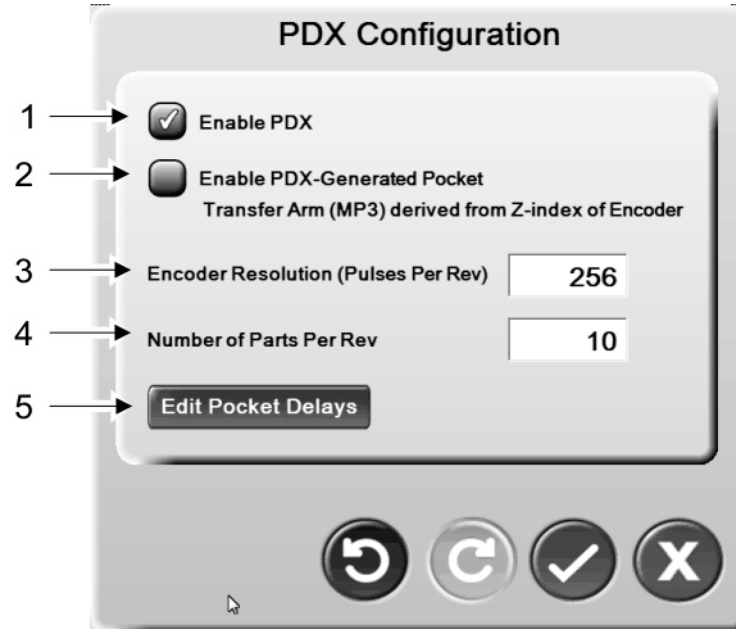 PDX Configuration
1 Enable PDX
2 Enable PDX-Generated Pocket
Transfer Arm (MP3) derived from Z-index of Encoder
3 Encoder Resolution (Pulses Per Rev) 256
4 Number of Parts Per Rev 10
5 Edit Pocket Delays